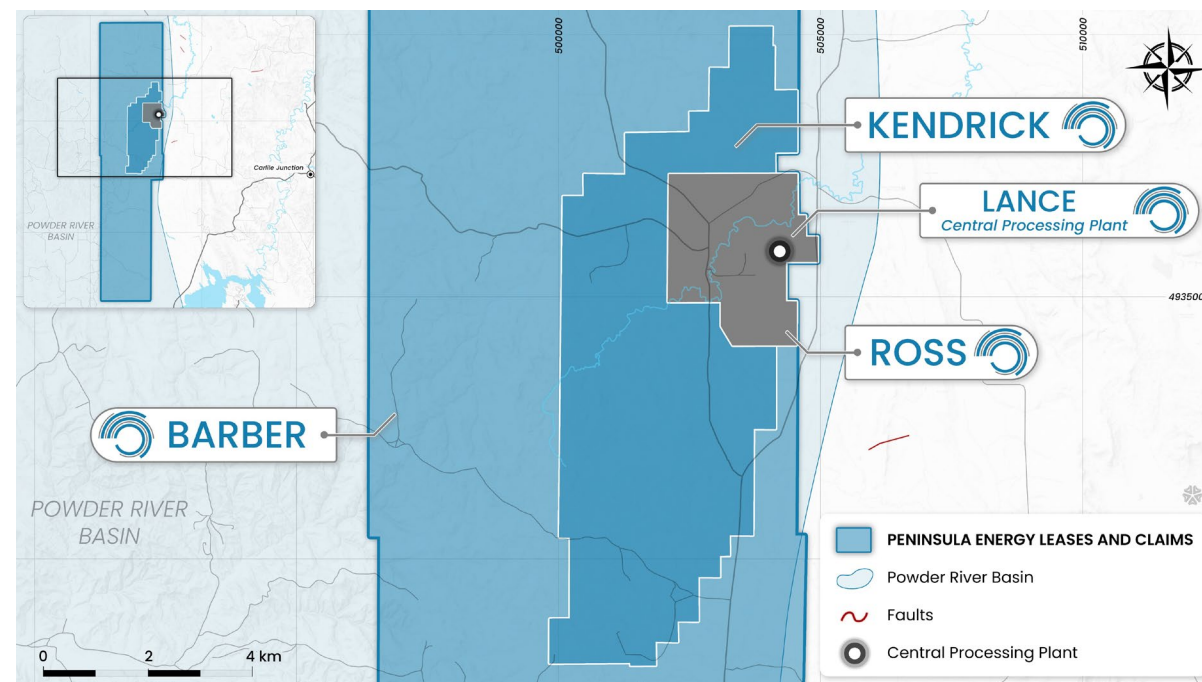 500000
505000
510000
KENDRICK
LANCE
Central Processing Plant
Carlile Junction
POWDER RIVER
BASIN
493500
ROSS
BARBER
POWDER RIVER
BASIN
PENINSULA ENERGY LEASES AND CLAIMS
Powder River Basin
Faults
Central Processing Plant
0 2 4 km